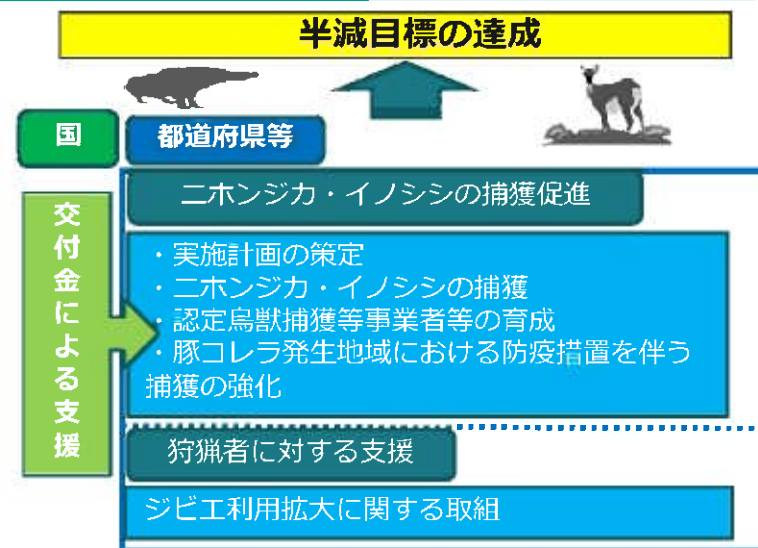 半減目標の達成
国
都道府県等
交付金による支援
ニホンジカ・イノシシの捕獲促進
・実施計画の策定
・ニホンジカ・イノシシの捕獲
・認定鳥獣捕獲等事業者等の育成
・豚コレラ発生地域における防疫措置を伴う
捕獲の強化
狩猟者に対する支援
ジビエ利用拡大に関する取組